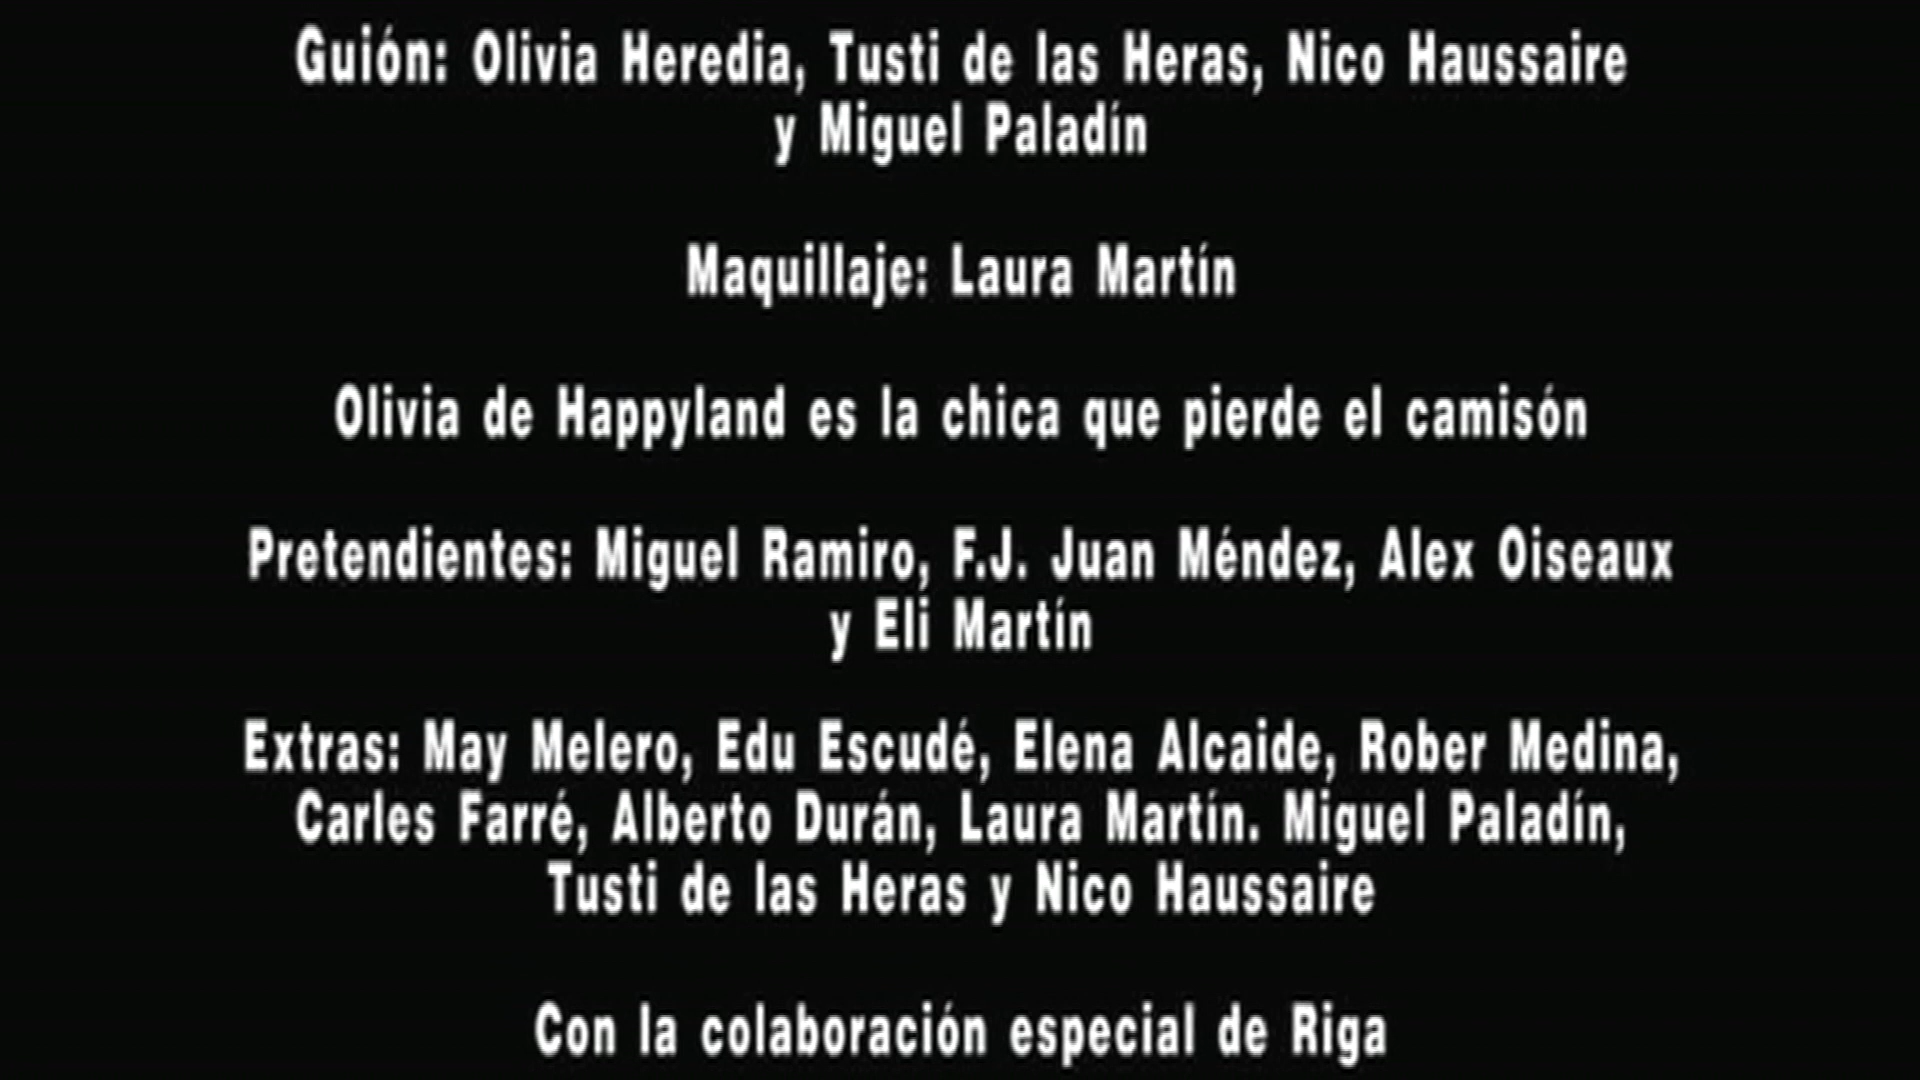 Guión: Olivia Heredia, Tusti de las Heras, Nico Haussaire
y Miguel Paladín
Maquillaje: Laura Martín
Olivia de Happyland es la chica que pierde el camisón
Pretendientes: Miguel Ramiro, F.J. Juan Méndez, Alex Oiseaux
y Eli Martín
Extras: May Melero, Edu Escudé, Elena Alcaide, Rober Medina,
Carles Farré, Alberto Durán, Laura Martín. Miguel Paladín,
Tusti de las Heras y Nico Haussaire
Con la colaboración especial de Riga